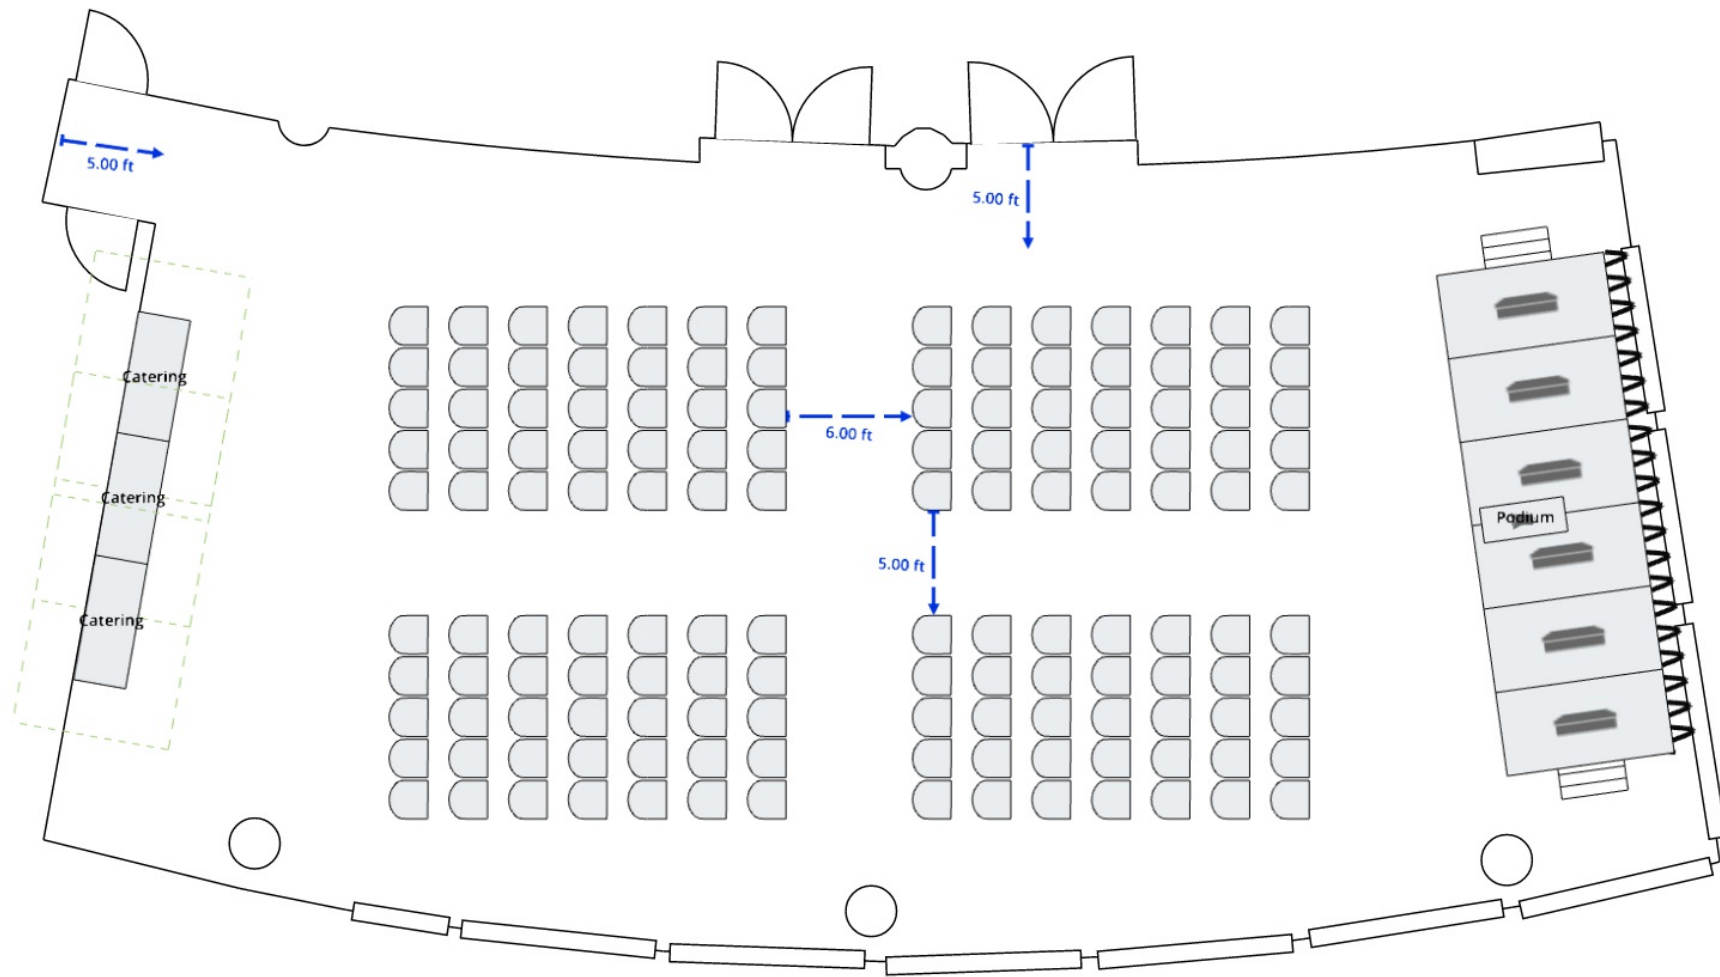 5.00 ft
5.00 ft
Catering
6.00 ft
Catering
Podium
5.00 ft
Catering